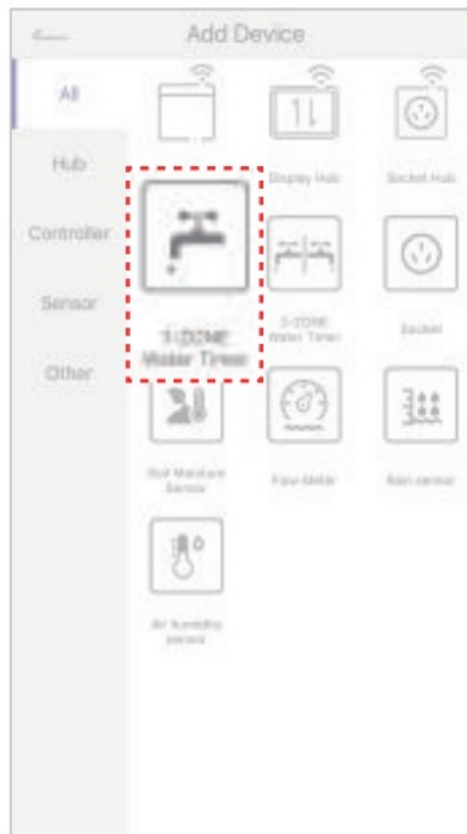 Add Device
All
Hub
Controller
Sensor
Other
Display Hub
Socket Hub
1-ZONE
Water Timer
2-ZONE
Water Timer
Socket
Soil Moisture
Sensor
Flow Meter
Rain sensor
Air humidity
sensor